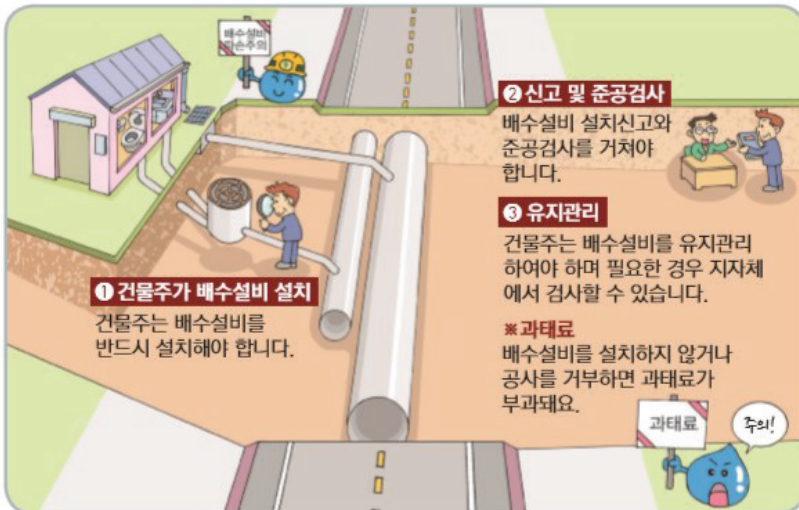 배수설비
파손주의
❶ 건물주가 배수설비 설치
건물주는 배수설비를
반드시 설치해야 합니다.
❷ 신고 및 준공검사
배수설비 설치신고와
준공검사를 거쳐야
합니다.
❸ 유지관리
건물주는 배수설비를 유지관리
하여야 하며 필요한 경우 지자체
에서 검사할 수 있습니다.
※과태료
배수설비를 설치하지 않거나
공사를 거부하면 과태료가
부과돼요.
과태료
주의!